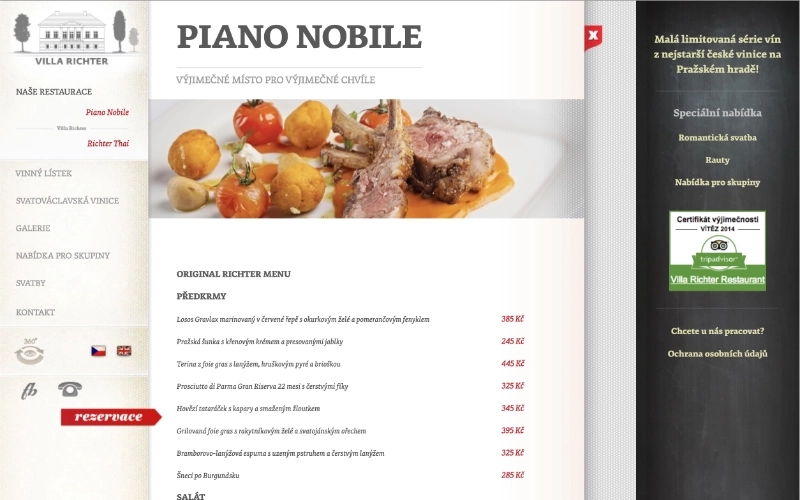 VILLA RICHTER
NAŠE RESTAURACE
Piano Nobile
Villa Richter
Richter Thai
VINNÝ LÍSTEK
SVATOVÁCLAVSKÁ VINICE
GALERIE
NABÍDKA PRO SKUPINY
SVATBY
KONTAKT
360°
fb
rezervace
PIANO NOBILE
VÝJIMEČNÉ MÍSTO PRO VÝJIMEČNÉ CHVÍLE
X
ORIGINAL RICHTER MENU
PŘEDKRMY
Losos Gravlax marinovaný v červené řepě s okurkovým želé a pomerančovým fenyklem 385 Kč
Pražská šunka s křenovým krémem a presovanými jablky 245 Kč
Terina z foie gras s lanýžem, hruškovým pyré a brioškou 445 Kč
Prosciutto di Parma Gran Riserva 22 mesi s čerstvými fíky 325 Kč
Hovězí tataráček s kapary a smaženým žloutkem 345 Kč
Grilovaná foie gras s rakytníkovým želé a svatojánským ořechem 395 Kč
Bramborovo-lanýžová espuma s uzeným pstruhem a čerstvým lanýžem 325 Kč
Šneci po Burgundsku 285 Kč
SALÁT
Malá limitovaná série vín
z nejstarší české vinice na
Pražském hradě!
Speciální nabídka
Romantická svatba
Rauty
Nabídka pro skupiny
Certifikát výjimečnosti
VÍTĚZ 2014
tripadvisor
Villa Richter Restaurant
Chcete u nás pracovat?
Ochrana osobních údajů